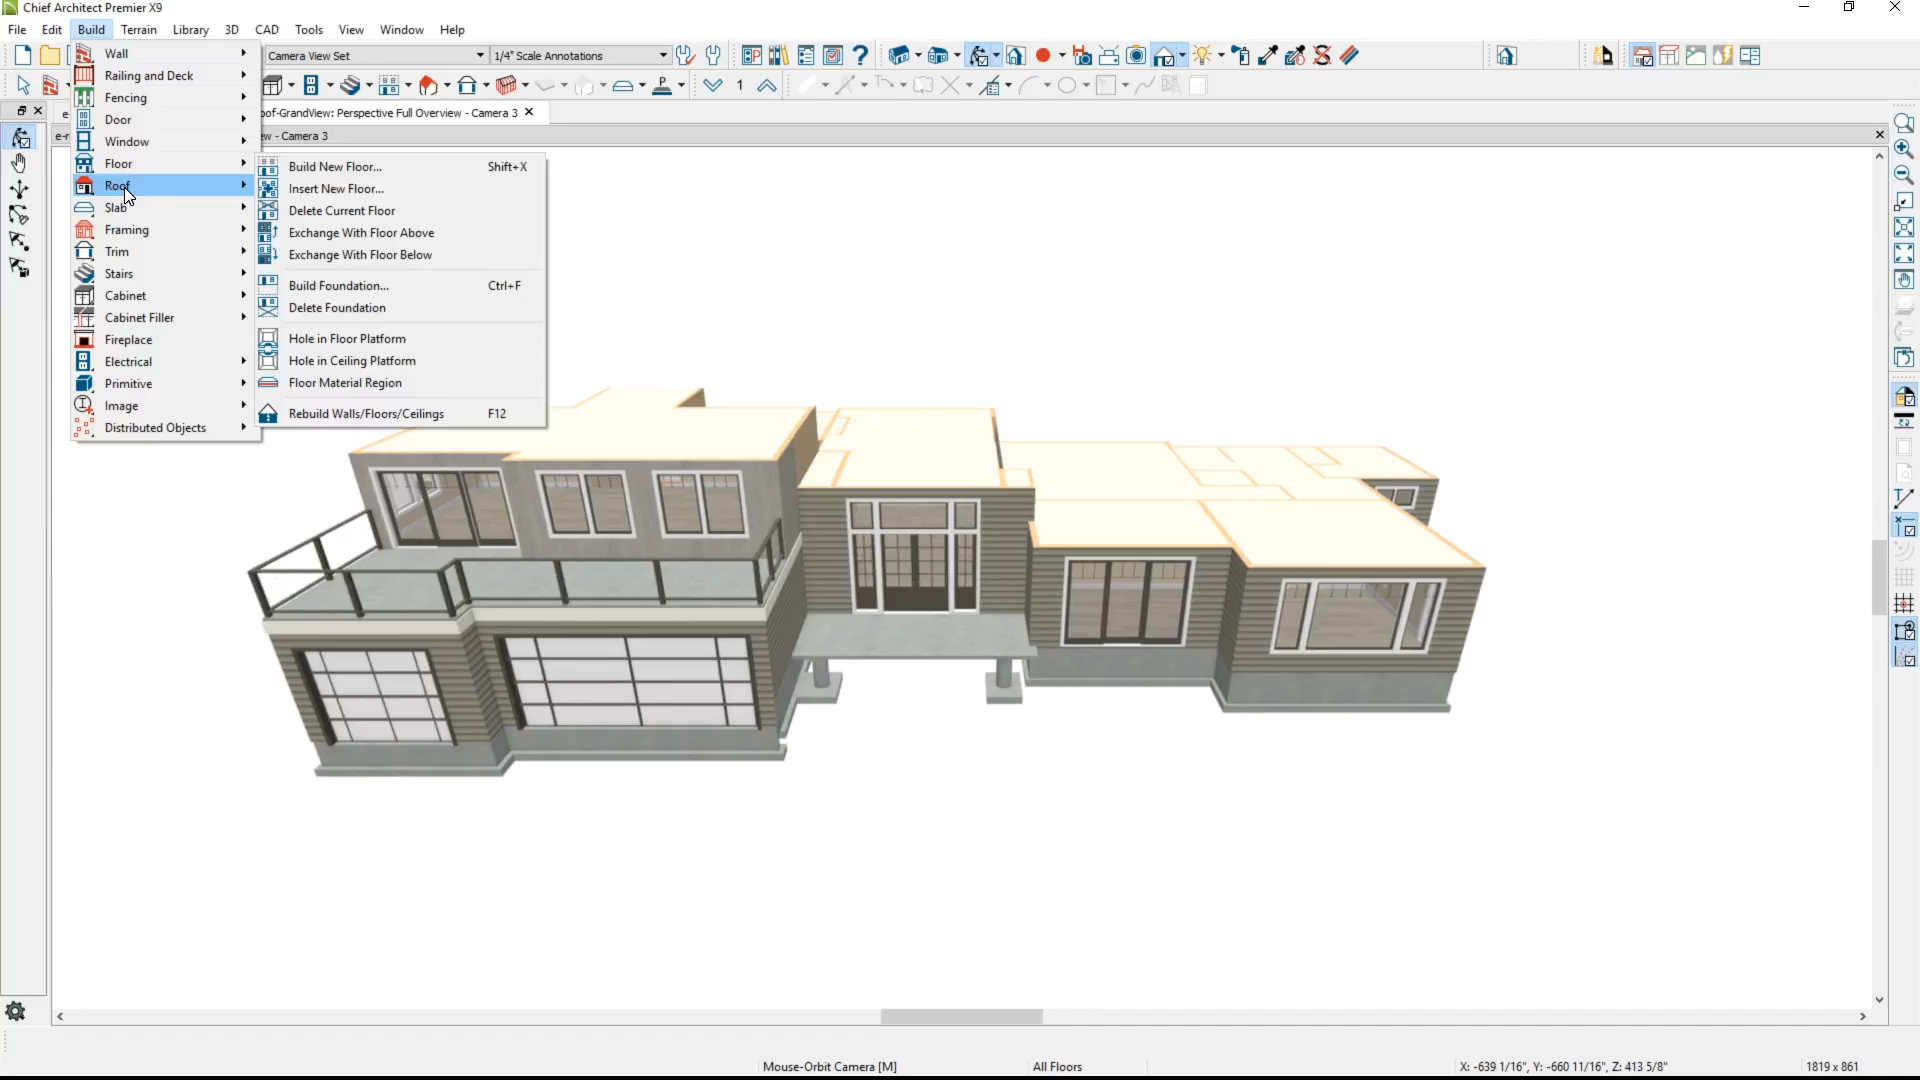 Chief Architect Premier X9
File Edit Build Terrain Library 3D CAD Tools View Window Help
Camera View Set 1/4" Scale Annotations
1
oof-GrandView: Perspective Full Overview - Camera 3
ew - Camera 3
Wall
Railing and Deck
Fencing
Door
Window
Floor
Roof
Slab
Framing
Trim
Stairs
Cabinet
Cabinet Filler
Fireplace
Electrical
Primitive
Image
Distributed Objects
Build New Floor... Shift+X
Insert New Floor...
Delete Current Floor
Exchange With Floor Above
Exchange With Floor Below
Build Foundation... Ctrl+F
Delete Foundation
Hole in Floor Platform
Hole in Ceiling Platform
Floor Material Region
Rebuild Walls/Floors/Ceilings F12
Mouse-Orbit Camera [M] All Floors X: -639 1/16", Y: -660 11/16", Z: 413 5/8" 1819 x 861